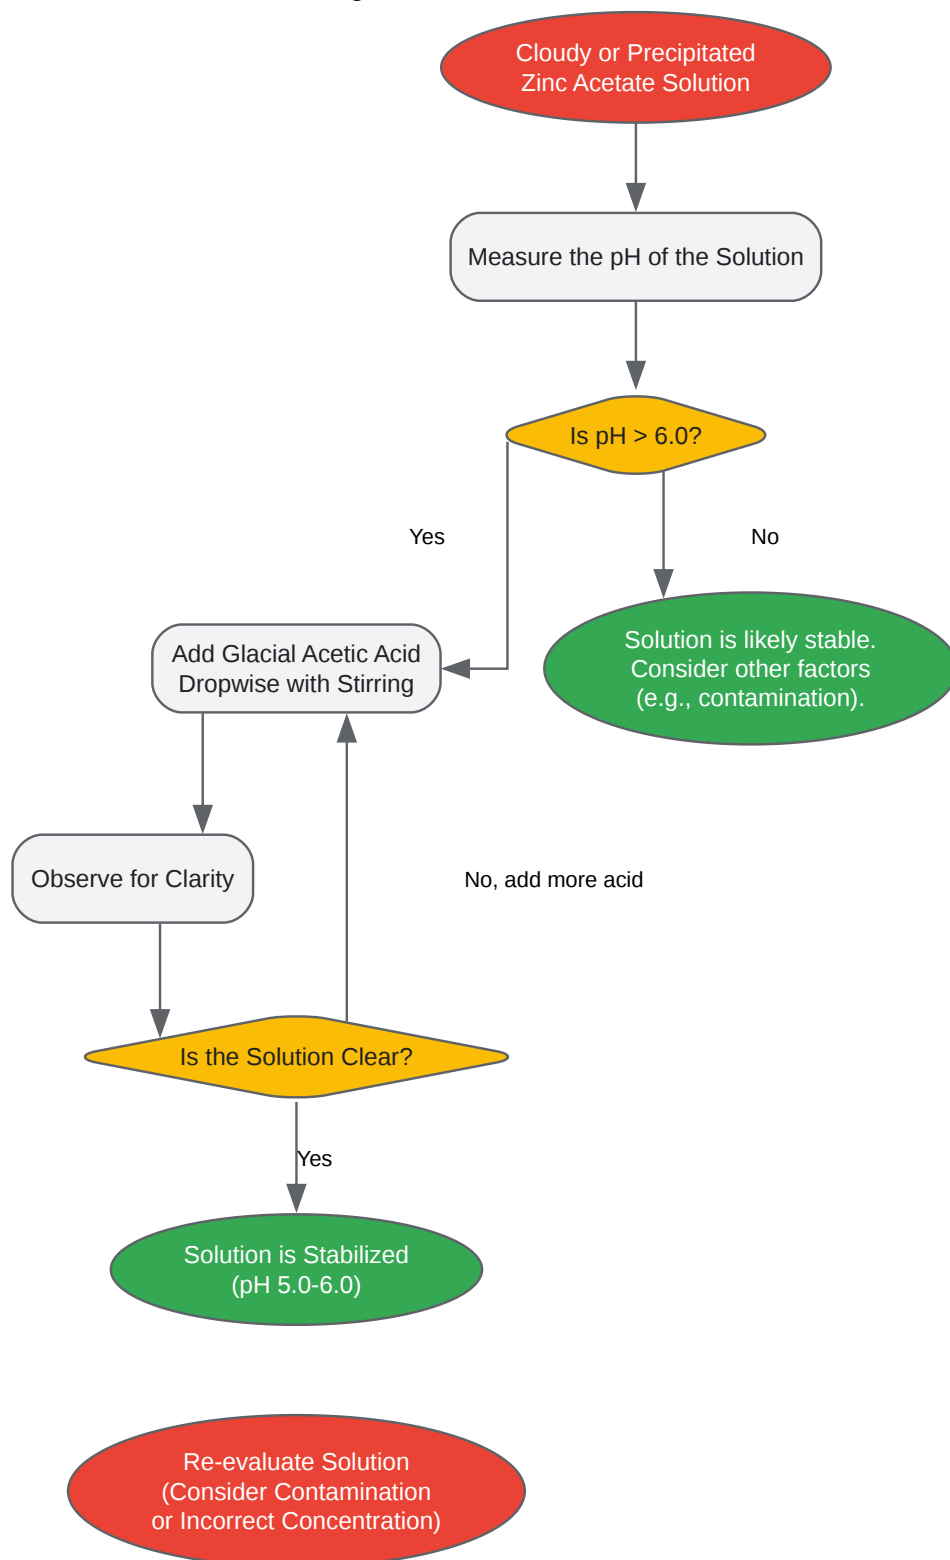 Cloudy or Precipitated
Zinc Acetate Solution
Measure the pH of the Solution
Is pH > 6.0?
Yes
No
Add Glacial Acetic Acid
Dropwise with Stirring
Solution is likely stable.
Consider other factors
(e.g., contamination).
Observe for Clarity
No, add more acid
Is the Solution Clear?
Yes
Solution is Stabilized
(pH 5.0-6.0)
Re-evaluate Solution
(Consider Contamination
or Incorrect Concentration)